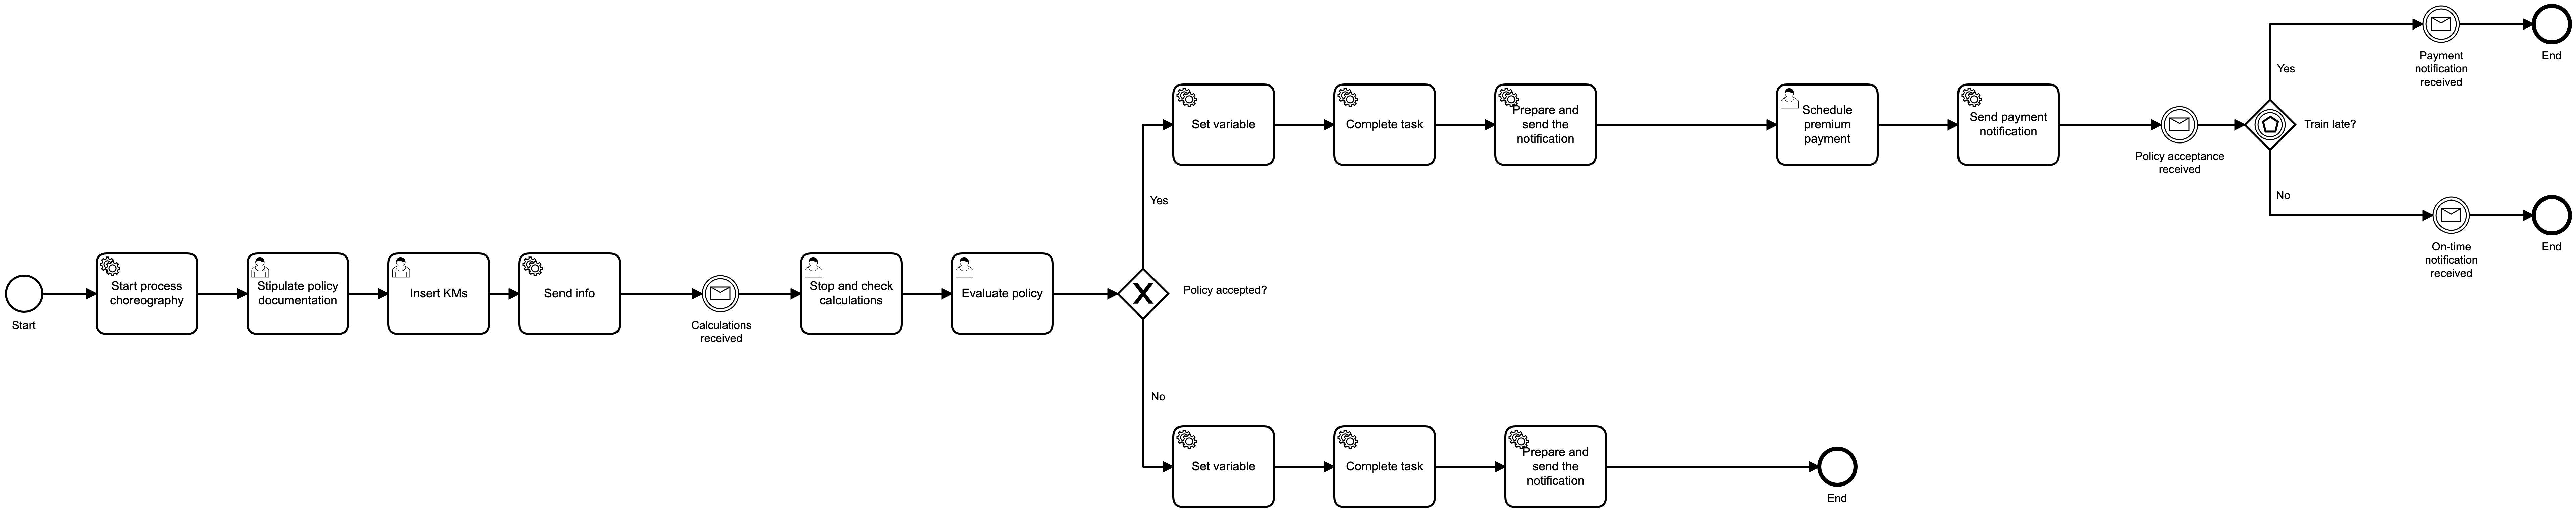 Start
Start process
choreography
Stipulate policy
documentation
Insert KMs
Send info
Calculations
received
Stop and check
calculations
Evaluate policy
Policy accepted?
Yes
Set variable
Complete task
Prepare and
send the
notification
Schedule
premium
payment
Send payment
notification
Policy acceptance
received
Train late?
Yes
Payment
notification
received
End
No
On-time
notification
received
End
No
Set variable
Complete task
Prepare and
send the
notification
End